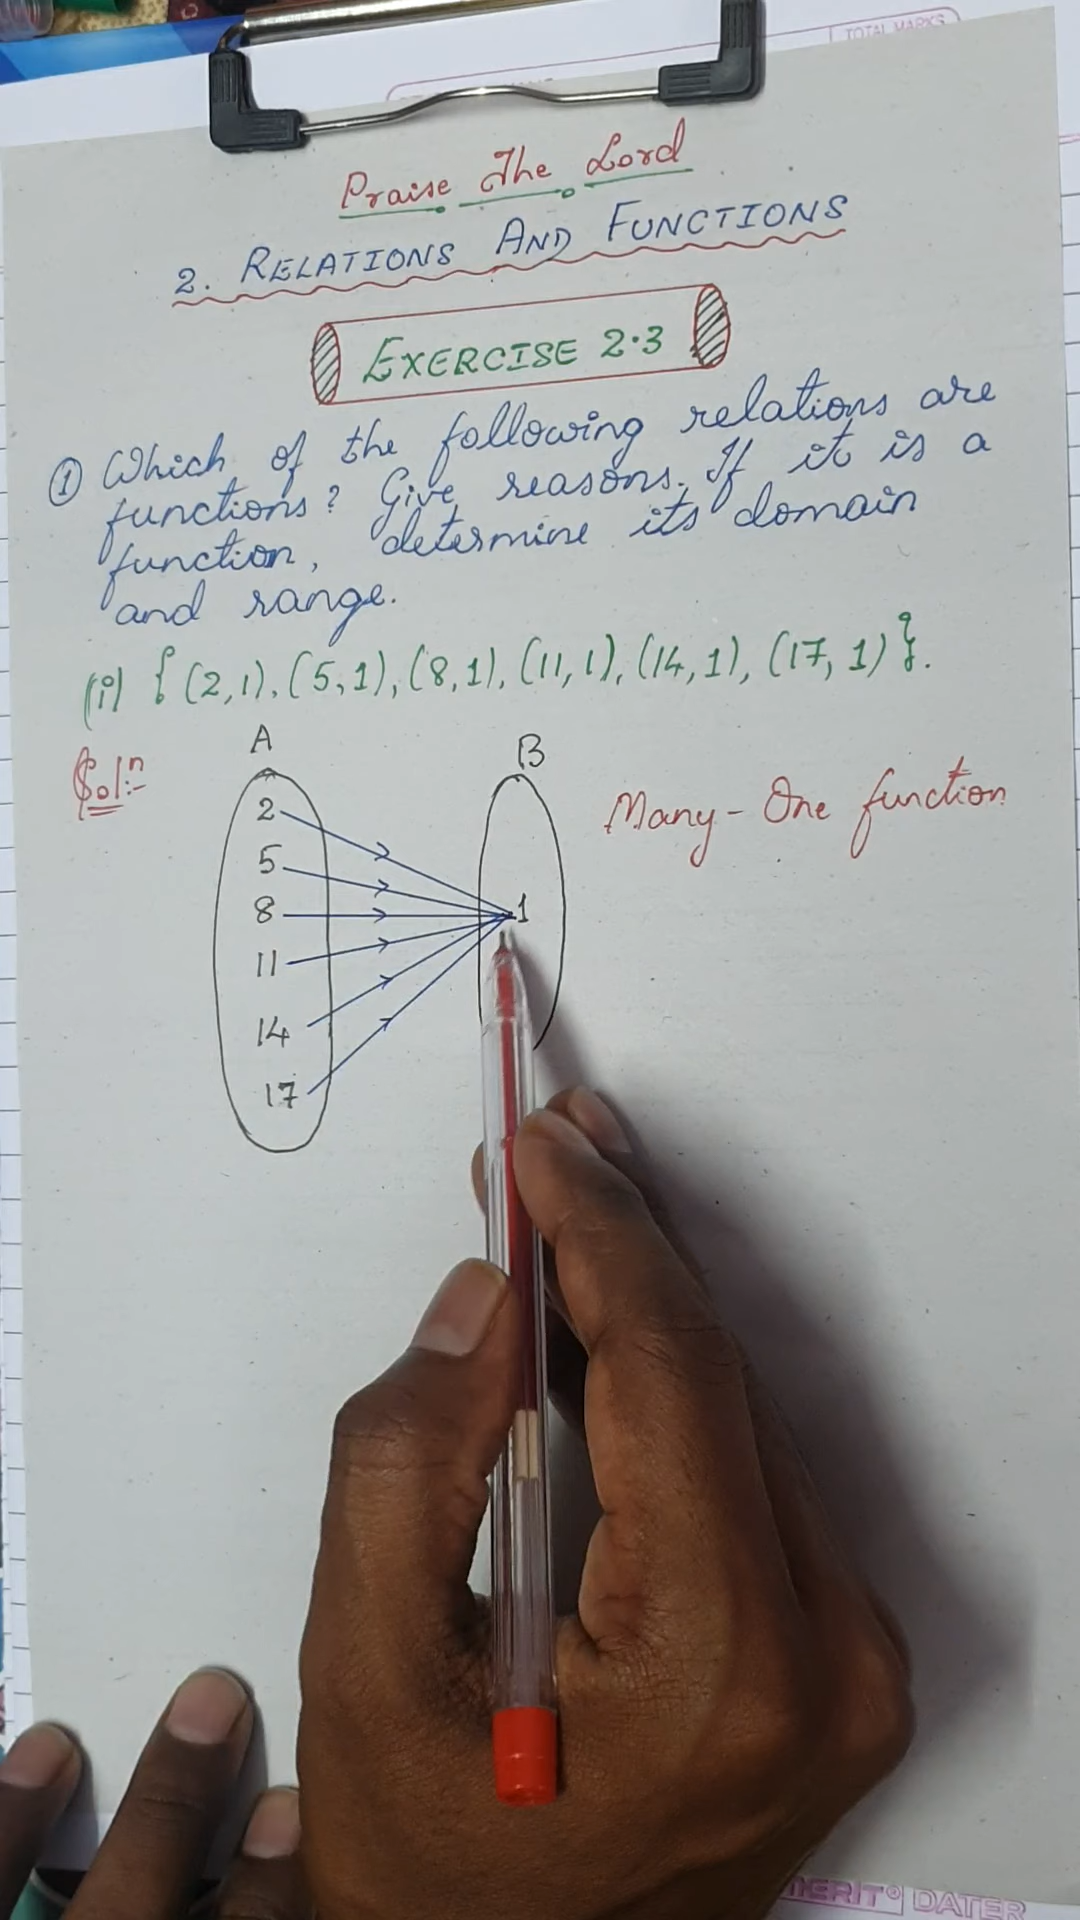 TOTAL MARKS
Praise The Lord
2. RELATIONS AND FUNCTIONS
EXERCISE 2.3
① Which of the following relations are
functions? Give reasons. If it is a
function, determine its domain
and range.
(i) {(2,1), (5,1), (8,1), (11,1), (14,1), (17,1)}.
Soln:-
A
B
Many-One function
2
5
8
1
11
14
17
MERIT DATER